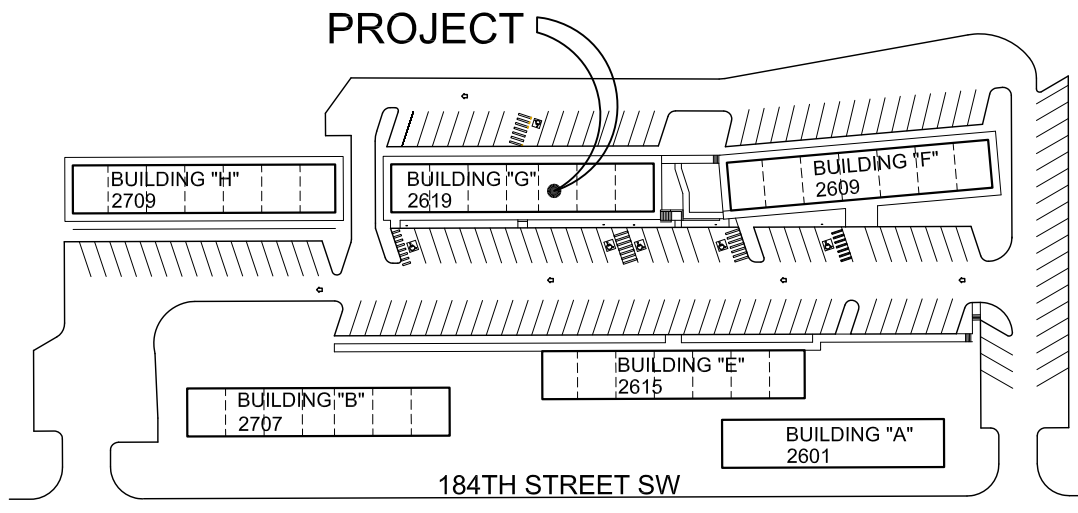 PROJECT
BUILDING "H"
2709
BUILDING "G"
2619
BUILDING "F"
2609
BUILDING "E"
2615
BUILDING "B"
2707
BUILDING "A"
2601
184TH STREET SW